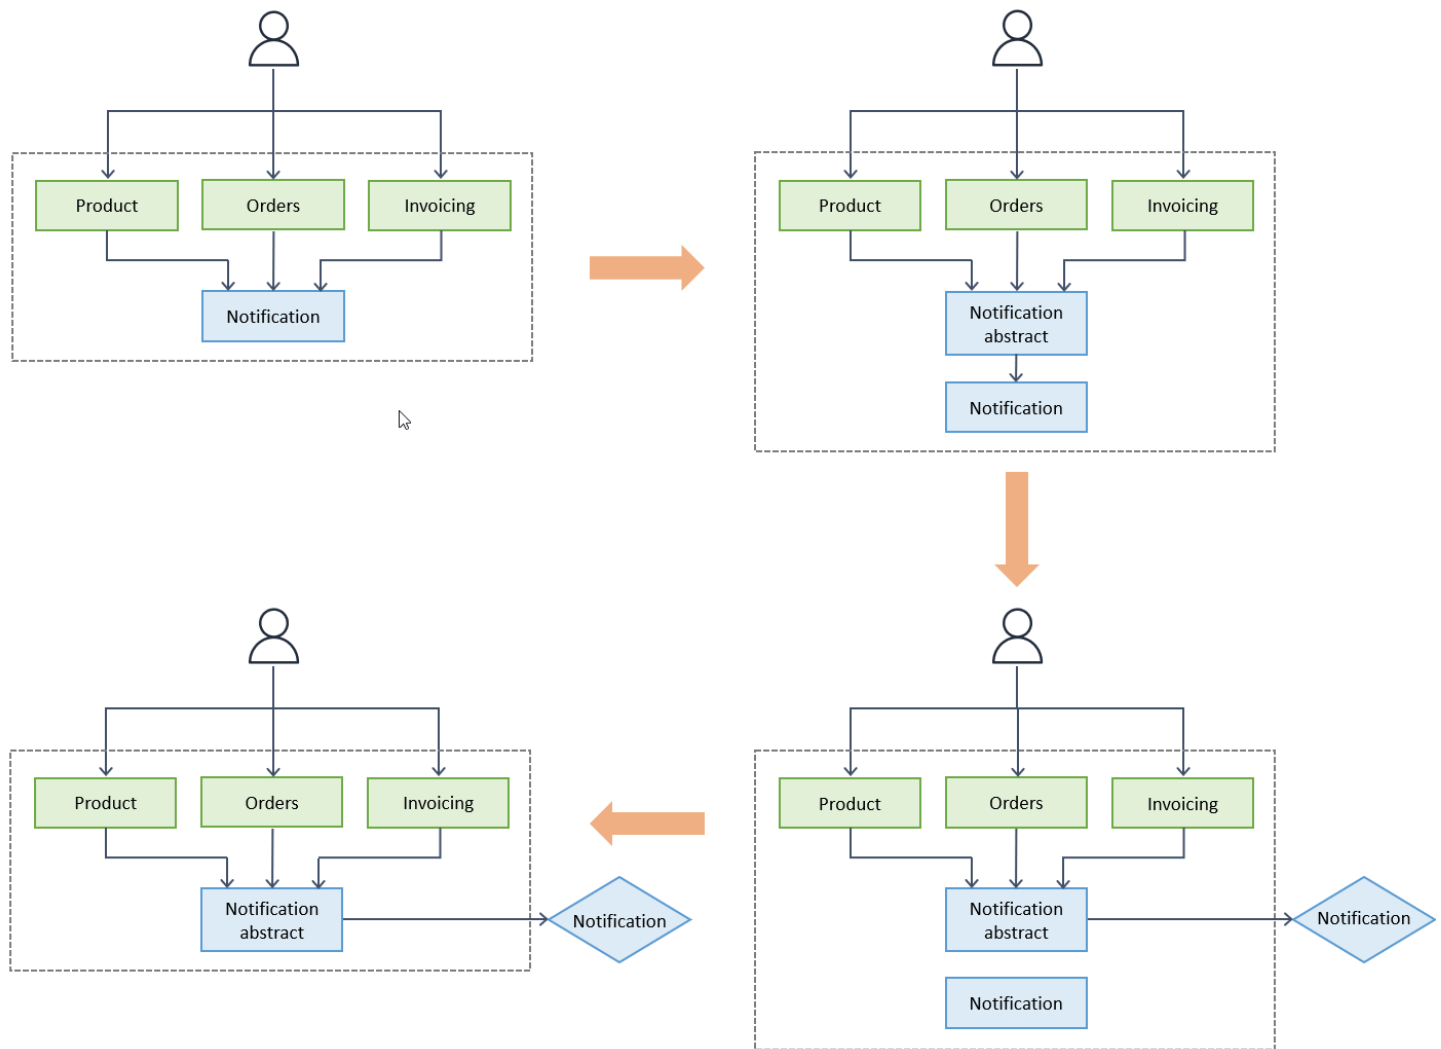 Product
Orders
Invoicing
Notification
Product
Orders
Invoicing
Notification
abstract
Notification
Product
Orders
Invoicing
Notification
abstract
Notification
Product
Orders
Invoicing
Notification
abstract
Notification
Notification